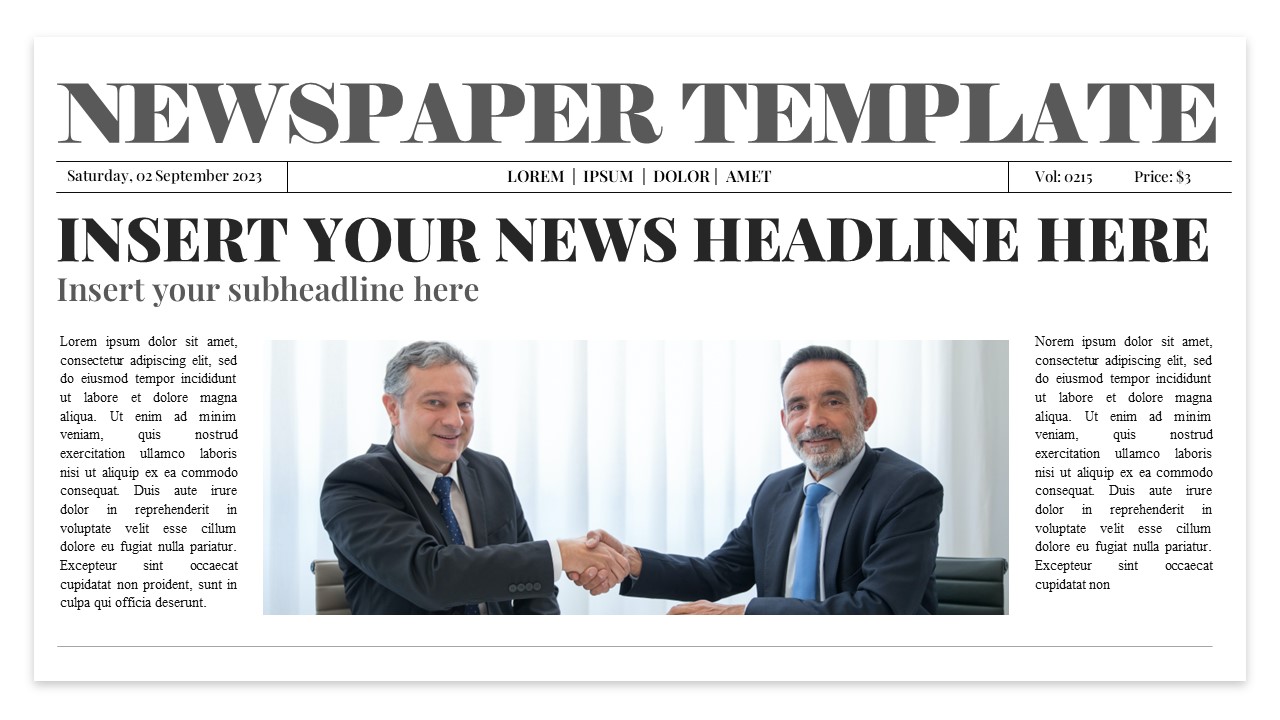 NEWSPAPER TEMPLATE
Saturday, 02 September 2023
LOREM | IPSUM | DOLOR | AMET
Vol: 0215 Price: $3
INSERT YOUR NEWS HEADLINE HERE
Insert your subheadline here
Lorem ipsum dolor sit amet,
consectetur adipiscing elit, sed
do eiusmod tempor incididunt
ut labore et dolore magna
aliqua. Ut enim ad minim
veniam, quis nostrud
exercitation ullamco laboris
nisi ut aliquip ex ea commodo
consequat. Duis aute irure
dolor in reprehenderit in
voluptate velit esse cillum
dolore eu fugiat nulla pariatur.
Excepteur sint occaecat
cupidatat non proident, sunt in
culpa qui officia deserunt.
Norem ipsum dolor sit amet,
consectetur adipiscing elit, sed
do eiusmod tempor incididunt
ut labore et dolore magna
aliqua. Ut enim ad minim
veniam, quis nostrud
exercitation ullamco laboris
nisi ut aliquip ex ea commodo
consequat. Duis aute irure
dolor in reprehenderit in
voluptate velit esse cillum
dolore eu fugiat nulla pariatur.
Excepteur sint occaecat
cupidatat non